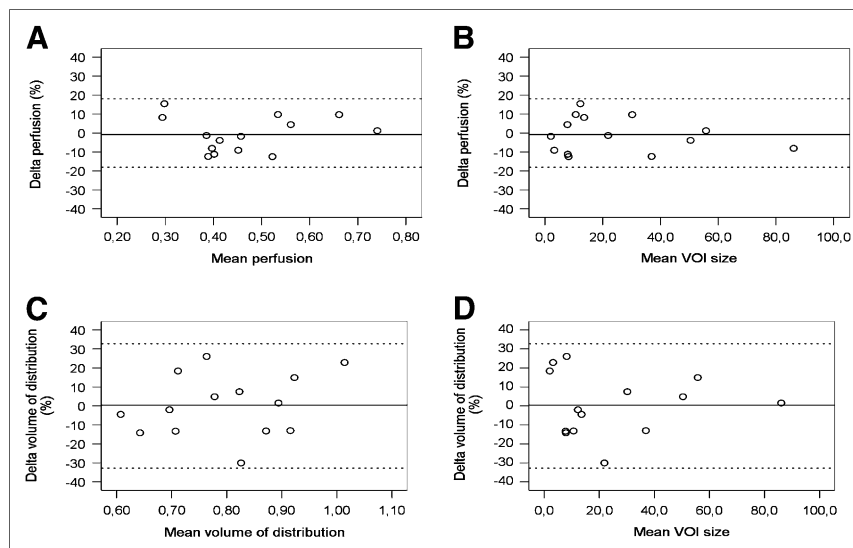 A
Delta perfusion (%)
40
30
20
10
0
-10
-20
-30
-40
0,20 0,30 0,40 0,50 0,60 0,70 0,80
Mean perfusion
B
Delta perfusion (%)
40
30
20
10
0
-10
-20
-30
-40
0,0 20,0 40,0 60,0 80,0 100,0
Mean VOI size
C
Delta volume of distribution
(%)
40
30
20
10
0
-10
-20
-30
-40
0,60 0,70 0,80 0,90 1,00 1,10
Mean volume of distribution
D
Delta volume of distribution
(%)
40
30
20
10
0
-10
-20
-30
-40
0,0 20,0 40,0 60,0 80,0 100,0
Mean VOI size